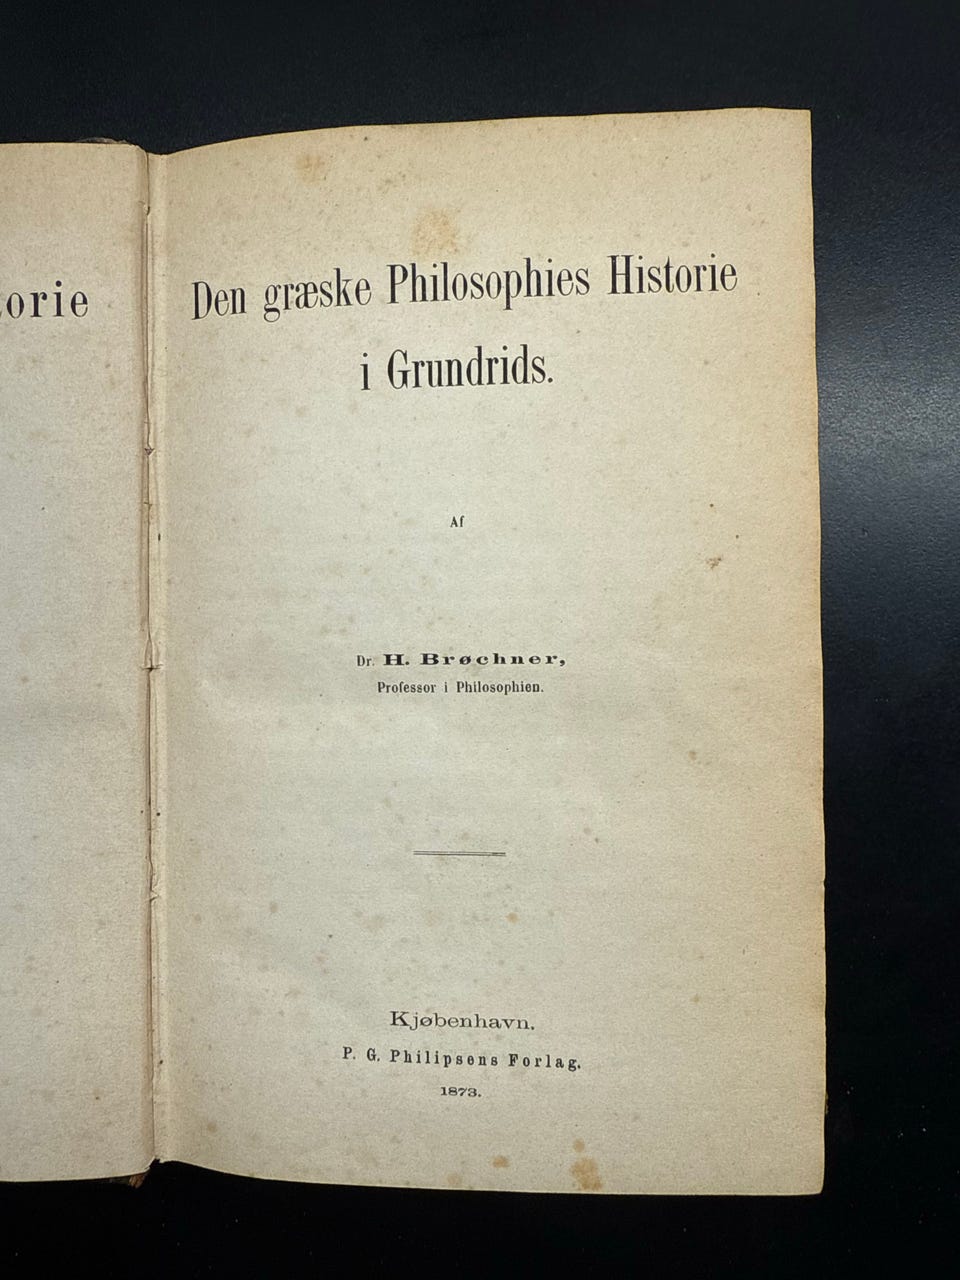 orie
Den græske Philosophies Historie
i Grundrids.
Af
Dr. H. Brøchner,
Professor i Philosophien.
Kjøbenhavn.
P. G. Philipsens Forlag.
1873.